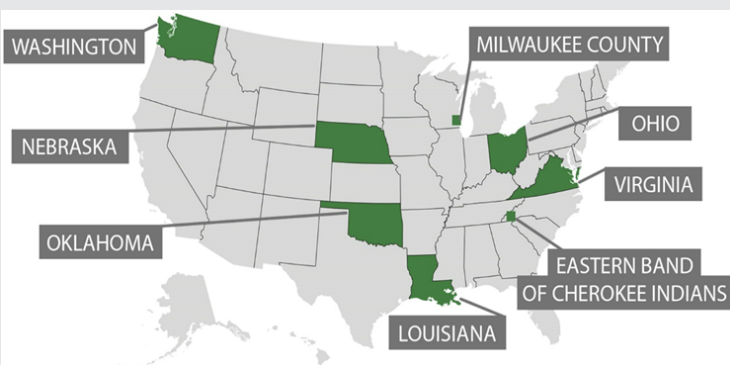 WASHINGTON
MILWAUKEE COUNTY
OHIO
NEBRASKA
VIRGINIA
OKLAHOMA
EASTERN BAND
OF CHEROKEE INDIANS
LOUISIANA